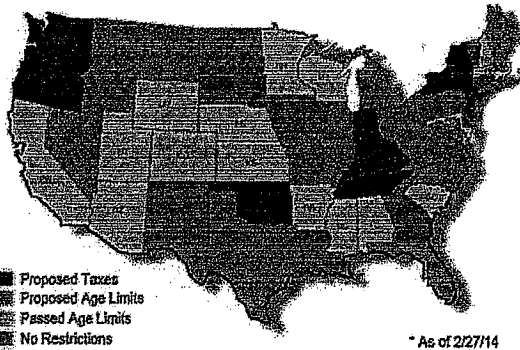 Proposed Taxes
Proposed Age Limits
Passed Age Limits
No Restrictions
* As of 2/27/14